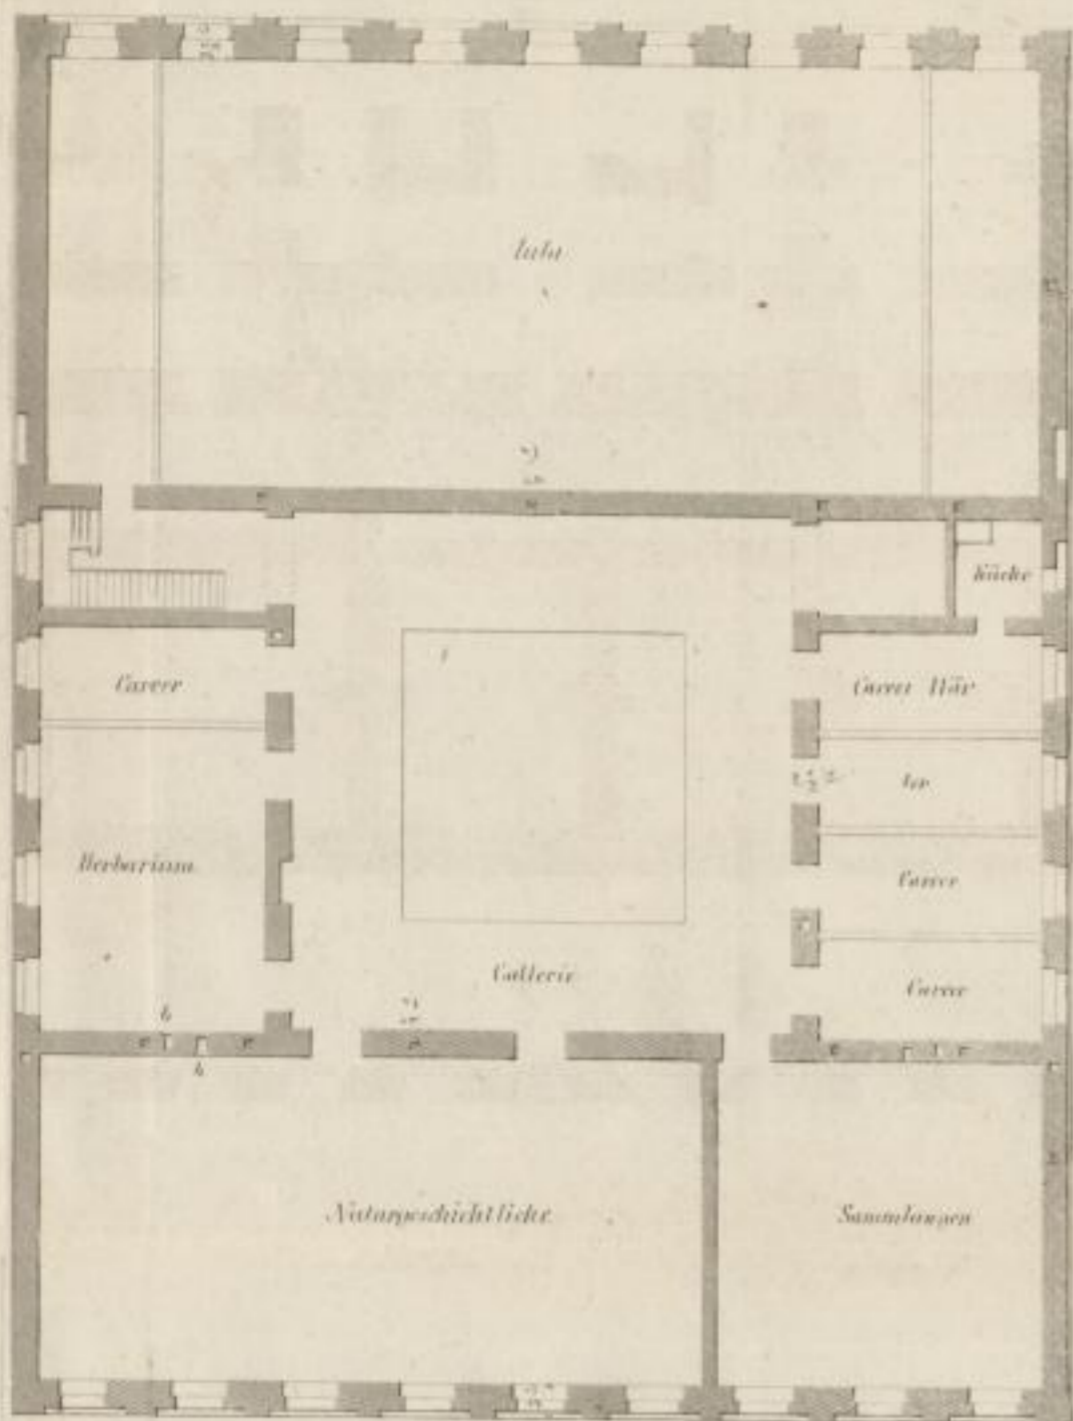 Aula
Küche
Carcer
Carcer Wär
ter
Herbarium
Carcer
Gallerie
Carcer
h
h
Naturgeschichtliche
Sammlungen